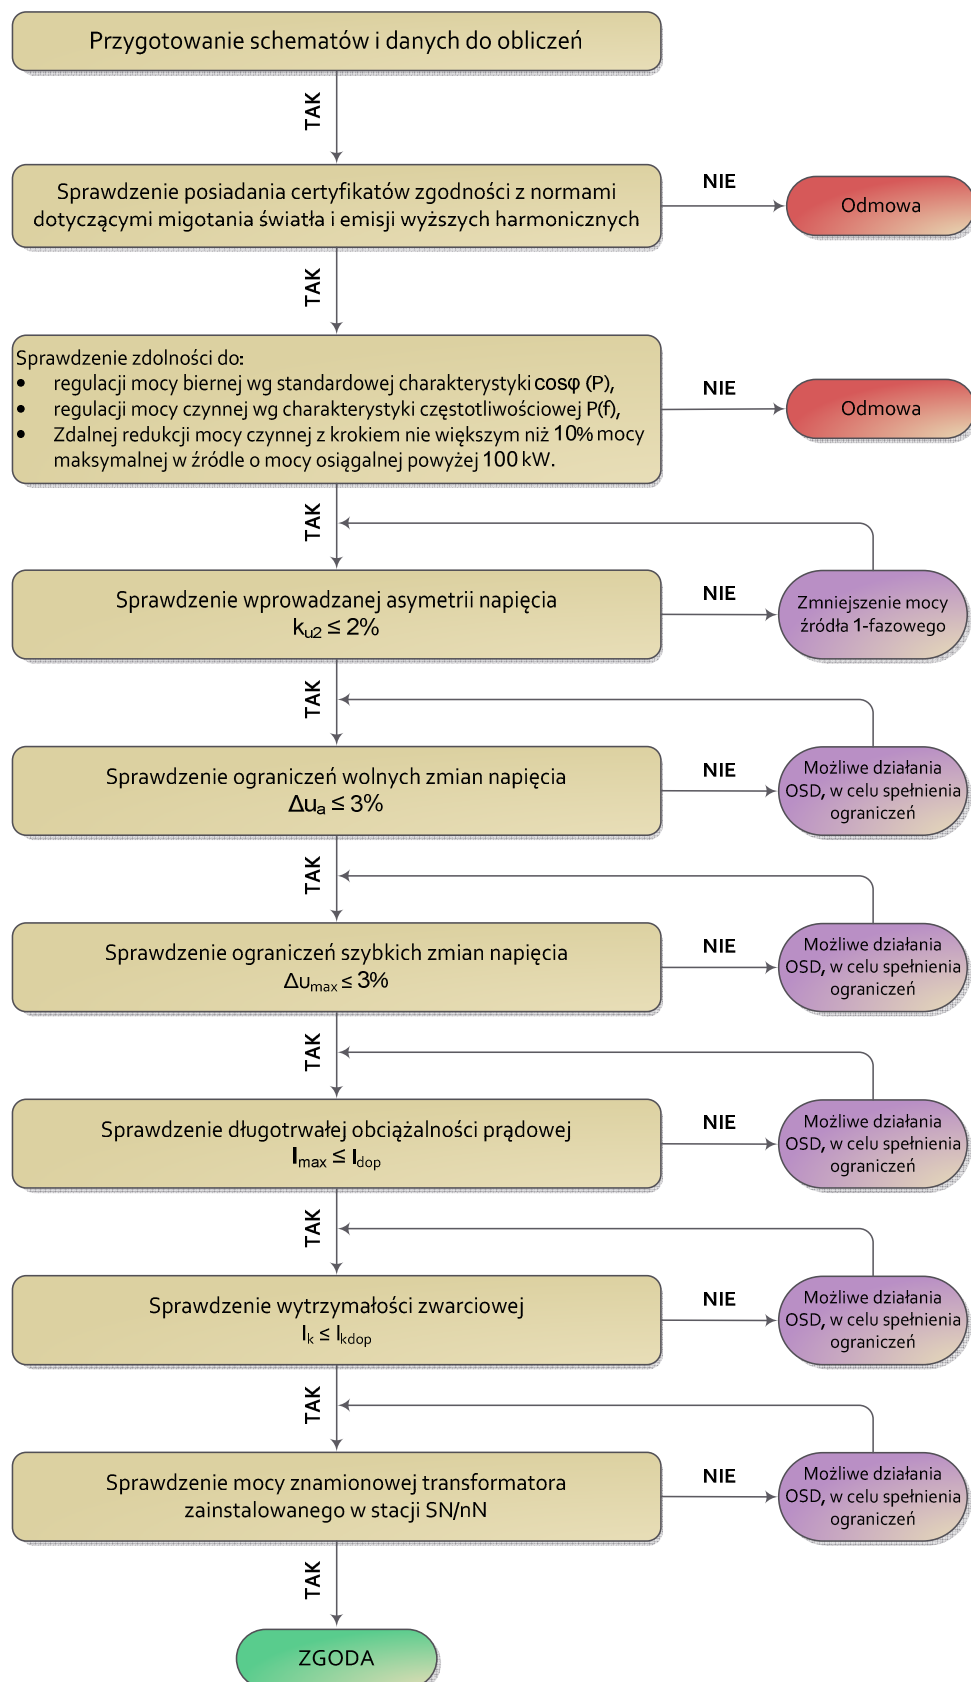 Przygotowanie schematów i danych do obliczeń
TAK
Sprawdzenie posiadania certyfikatów zgodności z normami
dotyczącymi migotania światła i emisji wyższych harmonicznych
NIE
Odmowa
TAK
Sprawdzenie zdolności do:
• regulacji mocy biernej wg standardowej charakterystyki cosφ (P),
• regulacji mocy czynnej wg charakterystyki częstotliwościowej P(f),
• Zdalnej redukcji mocy czynnej z krokiem nie większym niż 10% mocy
maksymalnej w źródle o mocy osiągalnej powyżej 100 kW.
NIE
Odmowa
TAK
Sprawdzenie wprowadzanej asymetrii napięcia
k_u2 ≤ 2%
NIE
Zmniejszenie mocy
źródła 1-fazowego
TAK
Sprawdzenie ograniczeń wolnych zmian napięcia
Δu_a ≤ 3%
NIE
Możliwe działania
OSD, w celu spełnienia
ograniczeń
TAK
Sprawdzenie ograniczeń szybkich zmian napięcia
Δu_max ≤ 3%
NIE
Możliwe działania
OSD, w celu spełnienia
ograniczeń
TAK
Sprawdzenie długotrwałej obciążalności prądowej
I_max ≤ I_dop
NIE
Możliwe działania
OSD, w celu spełnienia
ograniczeń
TAK
Sprawdzenie wytrzymałości zwarciowej
I_k ≤ I_kdop
NIE
Możliwe działania
OSD, w celu spełnienia
ograniczeń
TAK
Sprawdzenie mocy znamionowej transformatora
zainstalowanego w stacji SN/nN
NIE
Możliwe działania
OSD, w celu spełnienia
ograniczeń
TAK
ZGODA